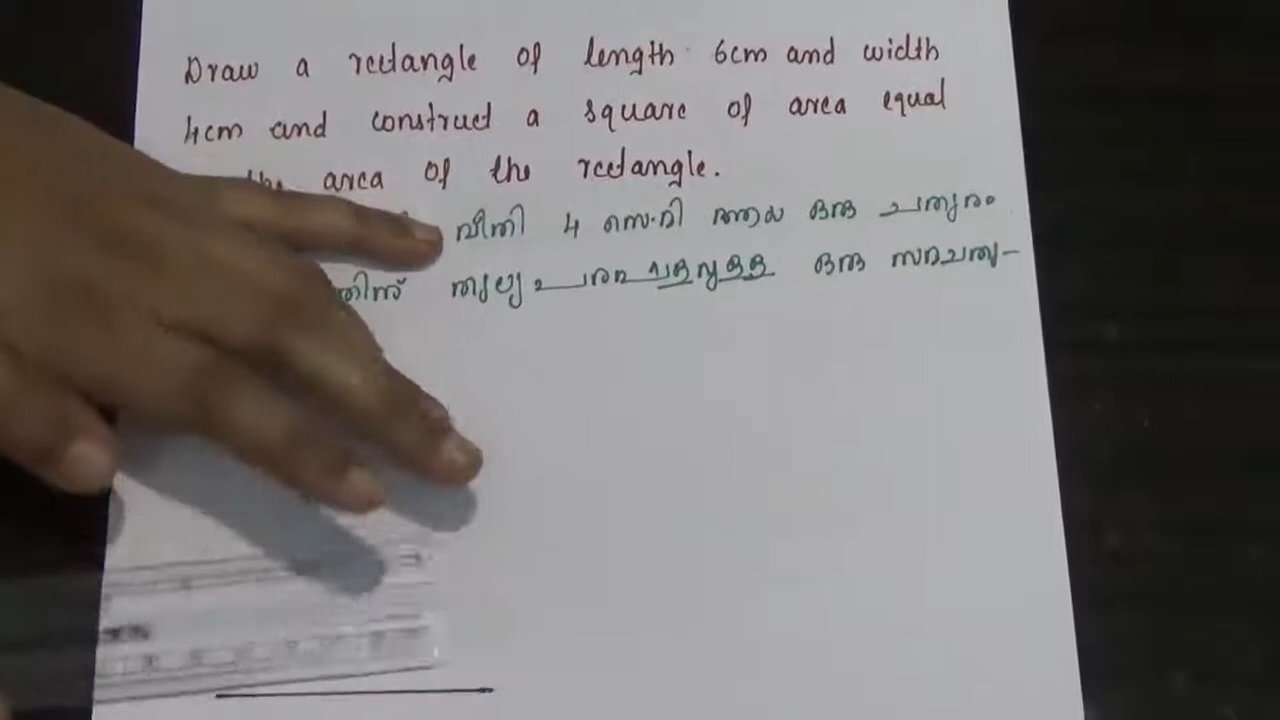 Draw a rectangle of length 6cm and width
4cm and construct a square of area equal
the area of the rectangle.
വീതി 4 സെ.മി ആയ ഒരു ചതുരം
തിന് തുല്യ പരപ്പളവുള്ള ഒരു സമചതു-